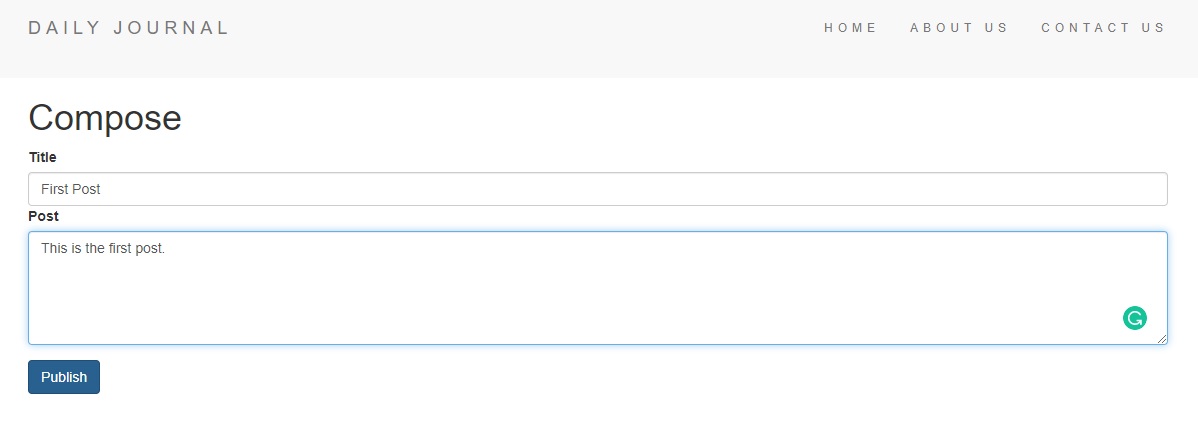 DAILY JOURNAL
HOME ABOUT US CONTACT US
Compose
Title
First Post
Post
This is the first post.
Publish